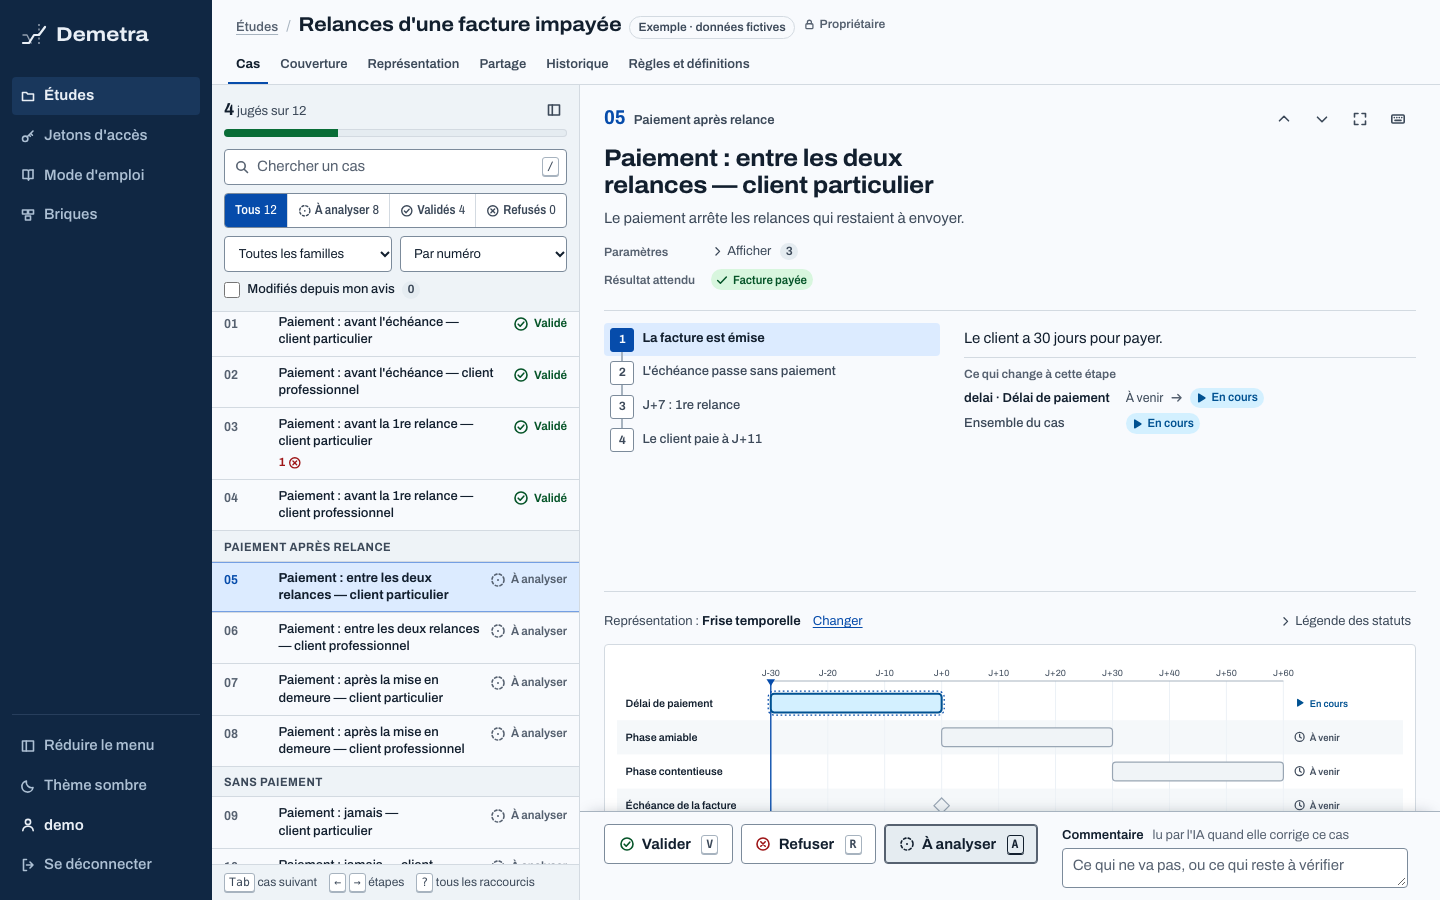 Demetra
Études
Jetons d'accès
Mode d'emploi
Briques
Réduire le menu
Thème sombre
demo
Se déconnecter
Études / Relances d'une facture impayée Exemple · données fictives Propriétaire
Cas Couverture Représentation Partage Historique Règles et définitions
4 jugés sur 12
Chercher un cas /
Tous 12 À analyser 8 Validés 4 Refusés 0
Toutes les familles Par numéro
Modifiés depuis mon avis 0
01 Paiement : avant l'échéance — Validé
client particulier
02 Paiement : avant l'échéance — client Validé
professionnel
03 Paiement : avant la 1re relance — Validé
client particulier
1
04 Paiement : avant la 1re relance — Validé
client professionnel
PAIEMENT APRÈS RELANCE
05 Paiement : entre les deux À analyser
relances — client particulier
06 Paiement : entre les deux relances À analyser
— client professionnel
07 Paiement : après la mise en À analyser
demeure — client particulier
08 Paiement : après la mise en À analyser
demeure — client professionnel
SANS PAIEMENT
09 Paiement : jamais — À analyser
client particulier
10 Paiement : jamais — client À analyser
Tab cas suivant ← → étapes ? tous les raccourcis
05 Paiement après relance
Paiement : entre les deux
relances — client particulier
Le paiement arrête les relances qui restaient à envoyer.
Paramètres Afficher 3
Résultat attendu Facture payée
1 La facture est émise
2 L'échéance passe sans paiement
3 J+7 : 1re relance
4 Le client paie à J+11
Le client a 30 jours pour payer.
Ce qui change à cette étape
delai · Délai de paiement À venir → En cours
Ensemble du cas En cours
Représentation : Frise temporelle Changer Légende des statuts
J-30 J-20 J-10 J+0 J+10 J+20 J+30 J+40 J+50 J+60
Délai de paiement En cours
Phase amiable À venir
Phase contentieuse À venir
Échéance de la facture À venir
Valider V Refuser R À analyser A
Commentaire lu par l'IA quand elle corrige ce cas
Ce qui ne va pas, ou ce qui reste à vérifier